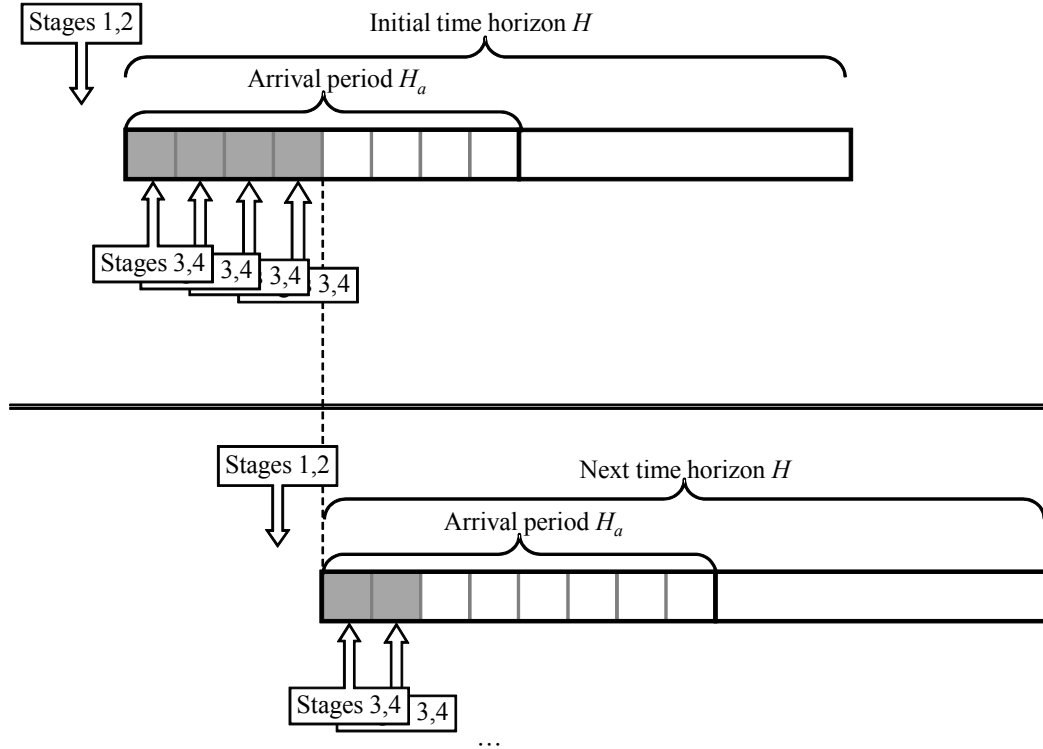 Stages 1,2
Initial time horizon H
Arrival period Ha
Stages 3,4
3,4
3,4
3,4
Stages 1,2
Next time horizon H
Arrival period Ha
Stages 3,4
3,4
...